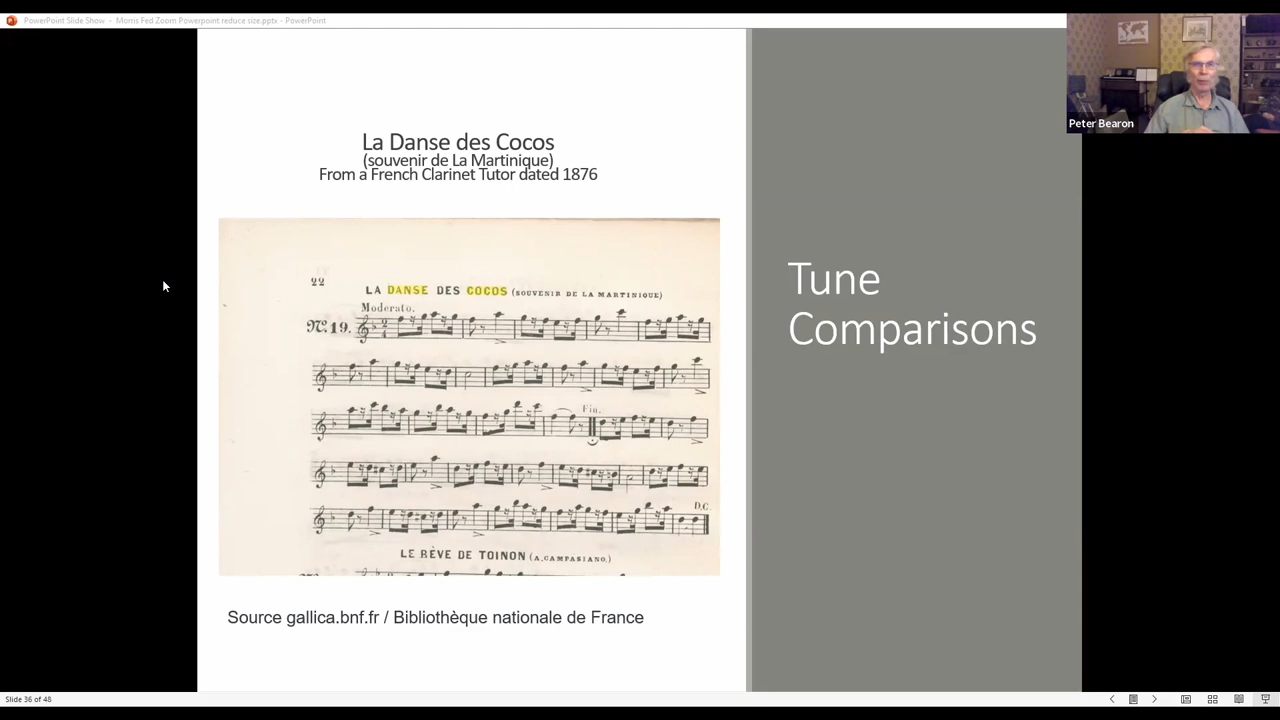 PowerPoint Slide Show - Morris Fed Zoom Powerpoint reduce size.pptx - PowerPoint
Peter Bearon
La Danse des Cocos
(souvenir de La Martinique)
From a French Clarinet Tutor dated 1876
22
LA DANSE DES COCOS (SOUVENIR DE LA MARTINIQUE)
Moderato.
Nº 19.
Fin.
D.C.
LE RÊVE DE TOINON (A. CAMPASIANO.)
Source gallica.bnf.fr / Bibliothèque nationale de France
Tune
Comparisons
Slide 36 of 48